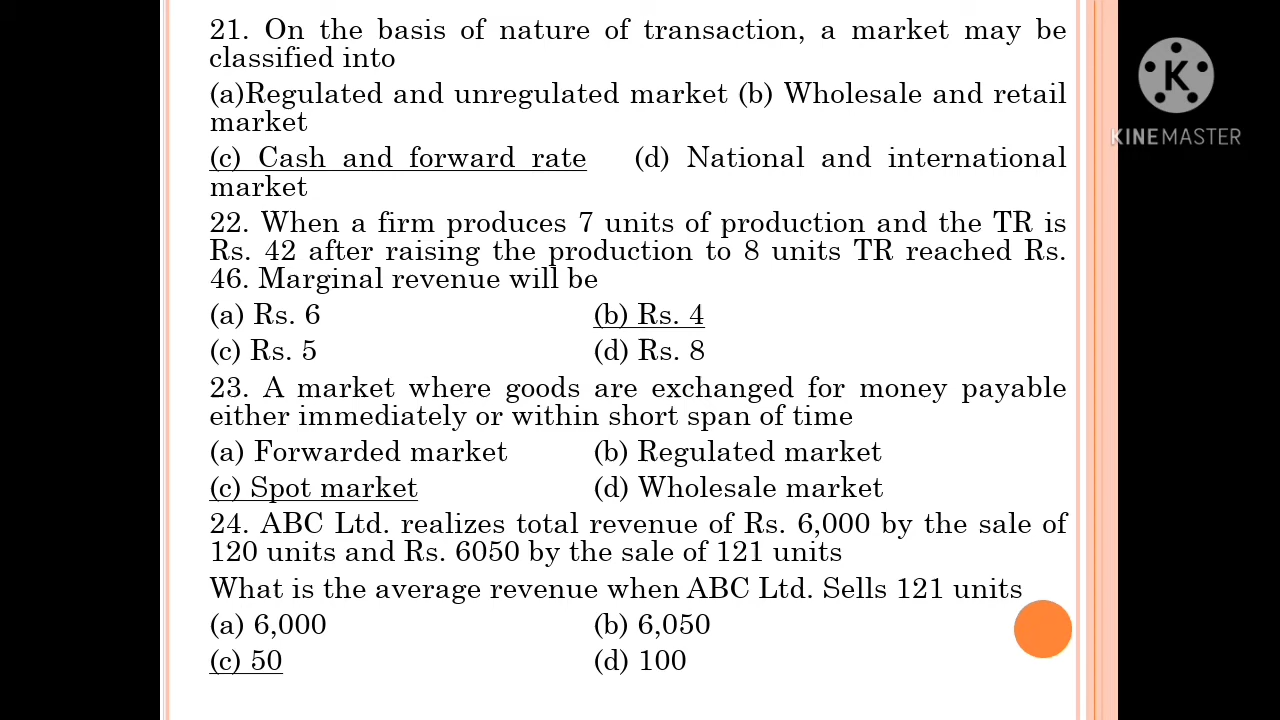 21. On the basis of nature of transaction, a market may be
classified into
(a)Regulated and unregulated market (b) Wholesale and retail
market
(c) Cash and forward rate (d) National and international
market
22. When a firm produces 7 units of production and the TR is
Rs. 42 after raising the production to 8 units TR reached Rs.
46. Marginal revenue will be
(a) Rs. 6 (b) Rs. 4
(c) Rs. 5 (d) Rs. 8
23. A market where goods are exchanged for money payable
either immediately or within short span of time
(a) Forwarded market (b) Regulated market
(c) Spot market (d) Wholesale market
24. ABC Ltd. realizes total revenue of Rs. 6,000 by the sale of
120 units and Rs. 6050 by the sale of 121 units
What is the average revenue when ABC Ltd. Sells 121 units
(a) 6,000 (b) 6,050
(c) 50 (d) 100
K
KINEMASTER